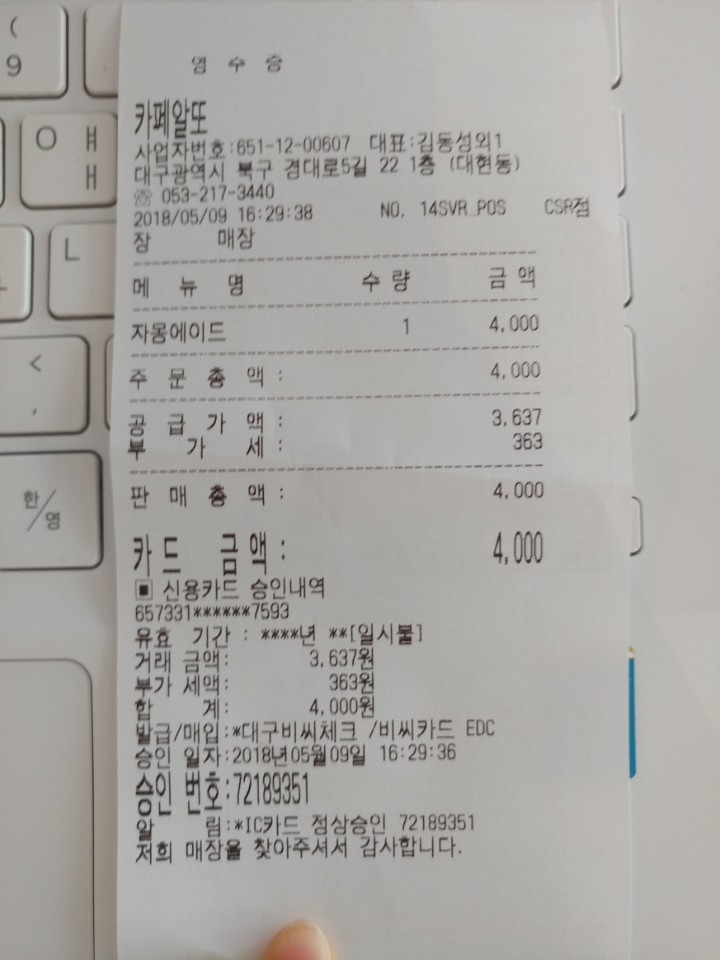 (
9
ㅇ ㅒ
ㅐ
ㄴ
<
,
한/영
영 수 증
카페알또
사업자번호:651-12-00607 대표:김동성외1
대구광역시 북구 경대로5길 22 1층 (대현동)
☏ 053-217-3440
2018/05/09 16:29:38 NO. 14SVR_POS CSR점
장 매장
메 뉴 명 수 량 금 액
자몽에이드 1 4,000
주 문 총 액 : 4,000
공 급 가 액 : 3,637
부 가 세 : 363
판 매 총 액 : 4,000
카드 금액: 4,000
▣ 신용카드 승인내역
657331******7593
유효 기간 : ****년 **[일시불]
거래 금액: 3,637원
부가 세액: 363원
합 계: 4,000원
발급/매입:*대구비씨체크 /비씨카드 EDC
승인 일자:2018년05월09일 16:29:36
승인 번호:72189351
알 림:*IC카드 정상승인 72189351
저희 매장을 찾아주셔서 감사합니다.